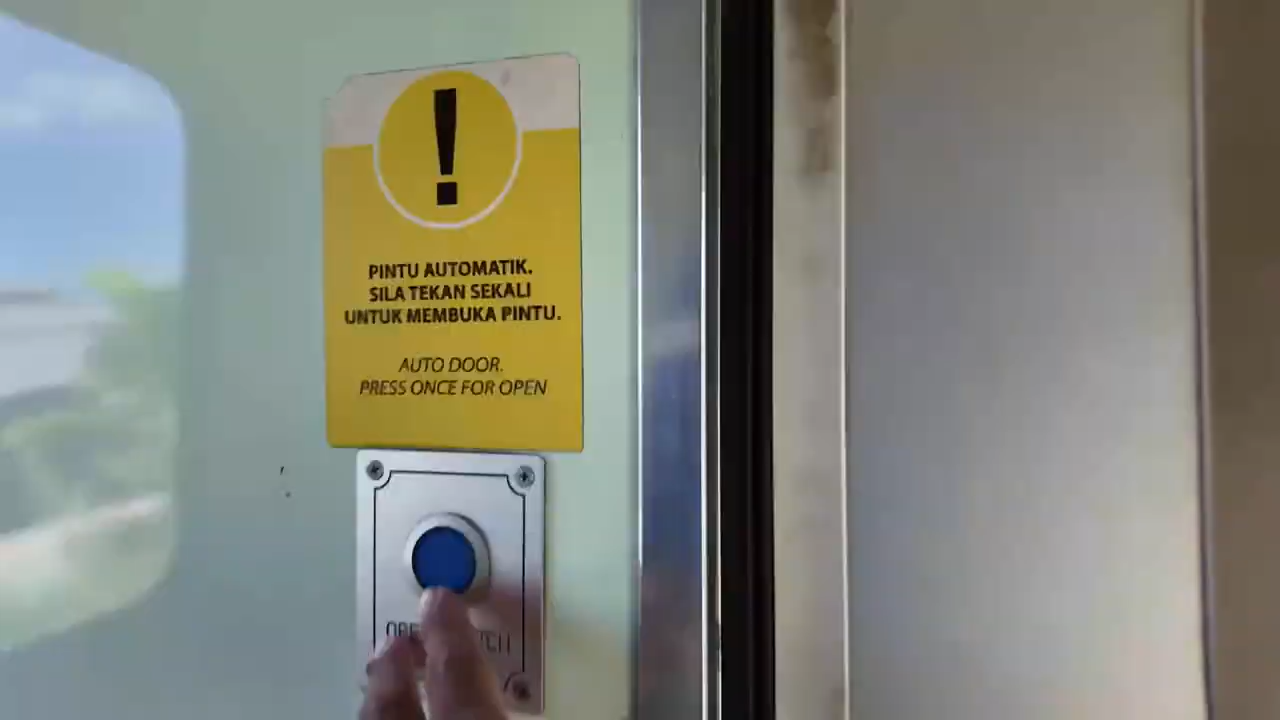 !
PINTU AUTOMATIK.
SILA TEKAN SEKALI
UNTUK MEMBUKA PINTU.
AUTO DOOR.
PRESS ONCE FOR OPEN